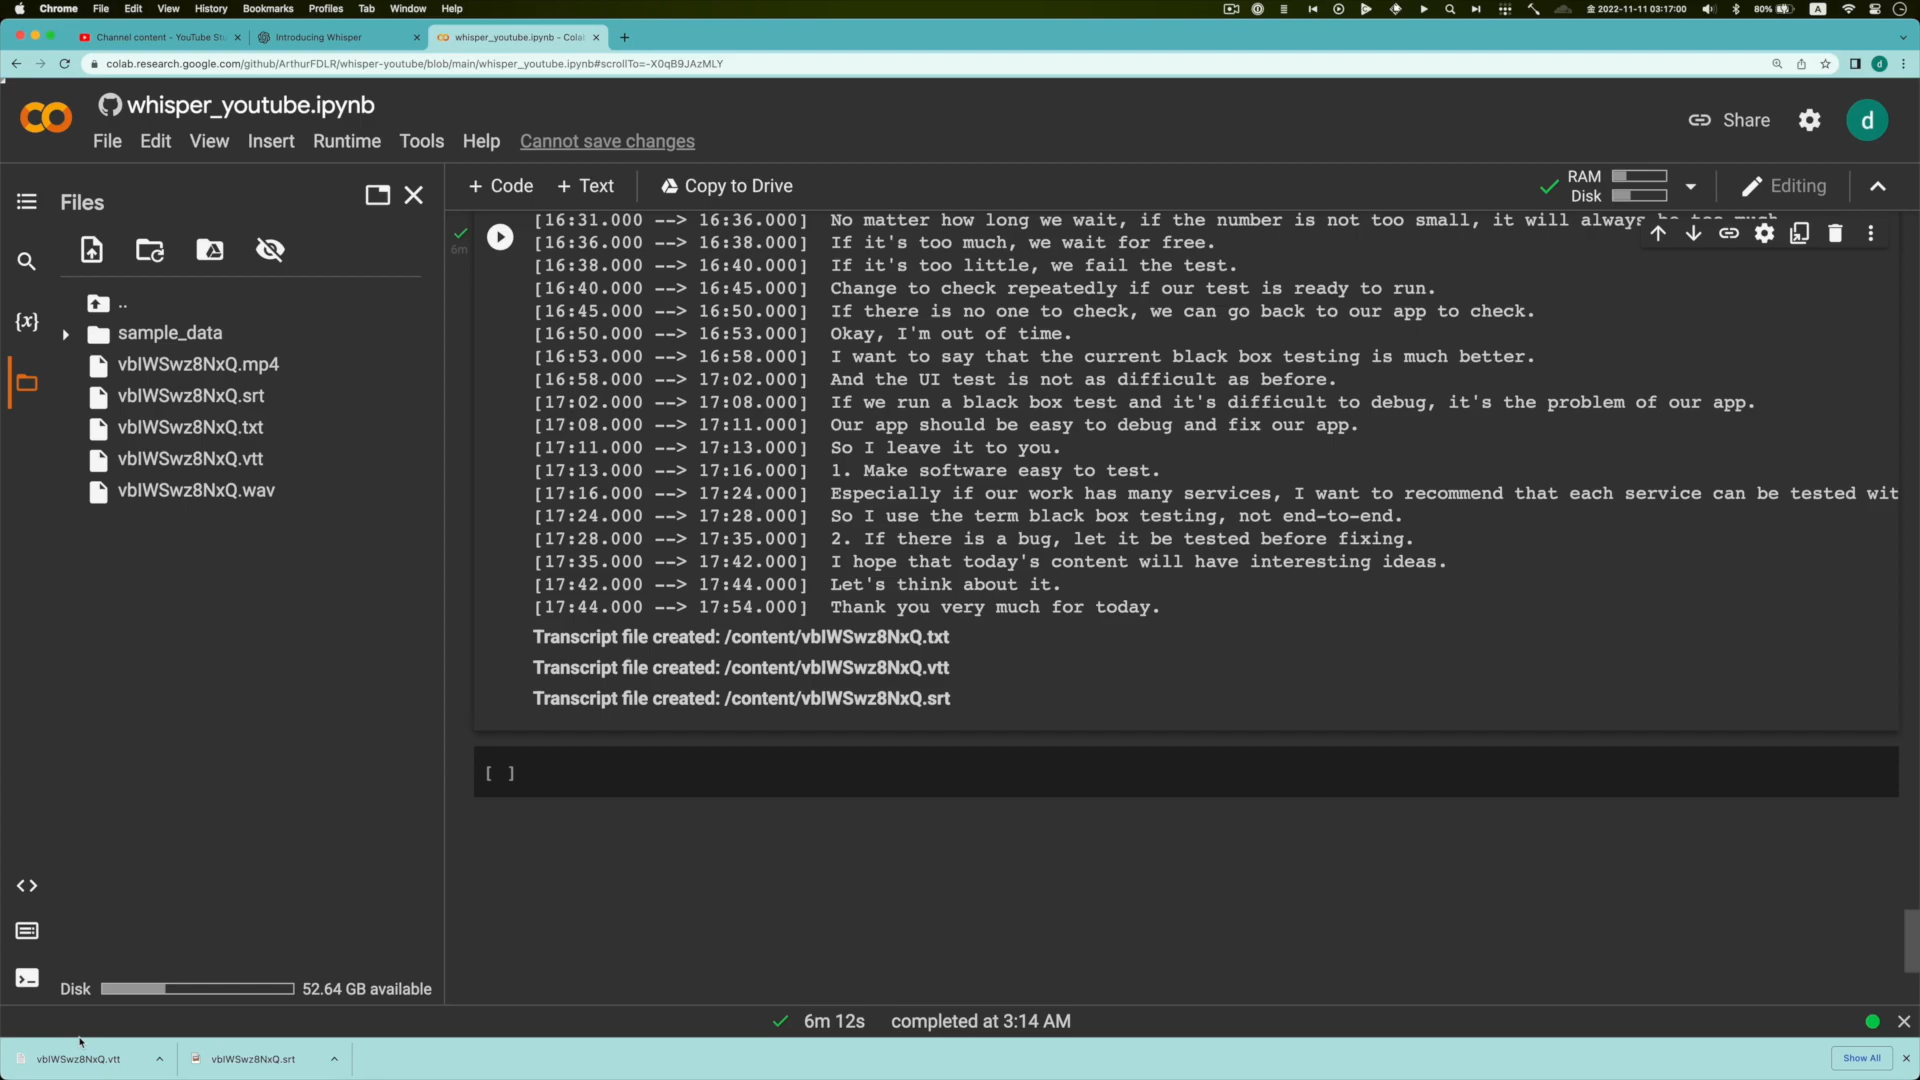 Chrome File Edit View History Bookmarks Profiles Tab Window Help
2022-11-11 03:17:00
80%
A
Channel content - YouTube Stu
Introducing Whisper
whisper_youtube.ipynb - Cola
colab.research.google.com/github/ArthurFDLR/whisper-youtube/blob/main/whisper_youtube.ipynb#scrollTo=-X0qB9JAzMLY
d
whisper_youtube.ipynb
File Edit View Insert Runtime Tools Help Cannot save changes
Share
d
Files
+ Code + Text Copy to Drive
RAM
Disk
Editing
{x}
..
sample_data
vbIWSwz8NxQ.mp4
vbIWSwz8NxQ.srt
vbIWSwz8NxQ.txt
vbIWSwz8NxQ.vtt
vbIWSwz8NxQ.wav
Disk 52.64 GB available
6m
[16:31.000 --> 16:36.000] No matter how long we wait, if the number is not too small, it will always be too much
[16:36.000 --> 16:38.000] If it's too much, we wait for free.
[16:38.000 --> 16:40.000] If it's too little, we fail the test.
[16:40.000 --> 16:45.000] Change to check repeatedly if our test is ready to run.
[16:45.000 --> 16:50.000] If there is no one to check, we can go back to our app to check.
[16:50.000 --> 16:53.000] Okay, I'm out of time.
[16:53.000 --> 16:58.000] I want to say that the current black box testing is much better.
[16:58.000 --> 17:02.000] And the UI test is not as difficult as before.
[17:02.000 --> 17:08.000] If we run a black box test and it's difficult to debug, it's the problem of our app.
[17:08.000 --> 17:11.000] Our app should be easy to debug and fix our app.
[17:11.000 --> 17:13.000] So I leave it to you.
[17:13.000 --> 17:16.000] 1. Make software easy to test.
[17:16.000 --> 17:24.000] Especially if our work has many services, I want to recommend that each service can be tested wit
[17:24.000 --> 17:28.000] So I use the term black box testing, not end-to-end.
[17:28.000 --> 17:35.000] 2. If there is a bug, let it be tested before fixing.
[17:35.000 --> 17:42.000] I hope that today's content will have interesting ideas.
[17:42.000 --> 17:44.000] Let's think about it.
[17:44.000 --> 17:54.000] Thank you very much for today.
Transcript file created: /content/vbIWSwz8NxQ.txt
Transcript file created: /content/vbIWSwz8NxQ.vtt
Transcript file created: /content/vbIWSwz8NxQ.srt
[ ]
6m 12s completed at 3:14 AM
vbIWSwz8NxQ.vtt
vbIWSwz8NxQ.srt
Show All